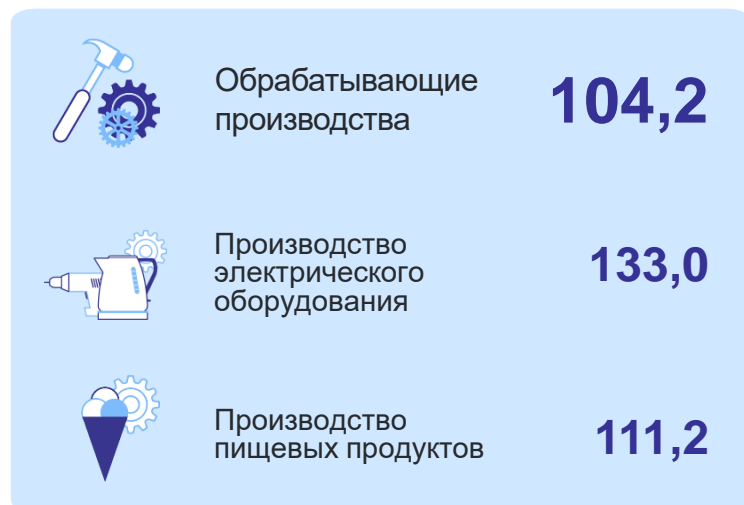 Обрабатывающие
производства
104,2
Производство
электрического
оборудования
133,0
Производство
пищевых продуктов
111,2